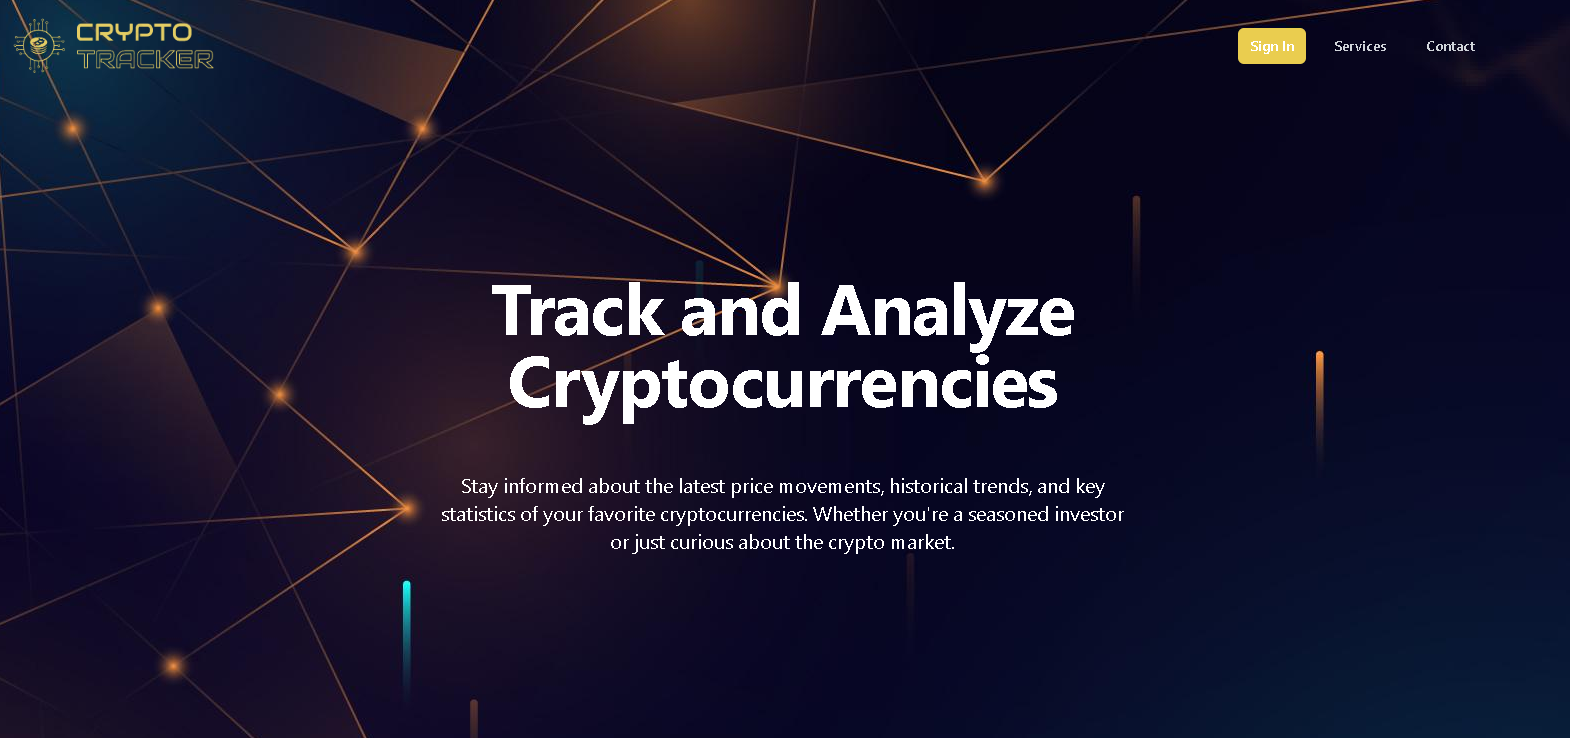 CRYPTO
TRACKER
Sign In
Services
Contact
Track and Analyze
Cryptocurrencies
Stay informed about the latest price movements, historical trends, and key
statistics of your favorite cryptocurrencies. Whether you're a seasoned investor
or just curious about the crypto market.